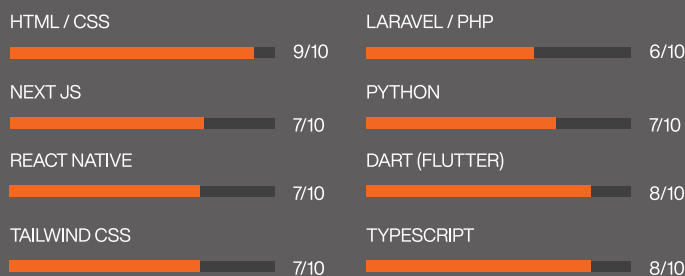 HTML / CSS
9/10
LARAVEL / PHP
6/10
NEXT JS
7/10
PYTHON
7/10
REACT NATIVE
7/10
DART (FLUTTER)
8/10
TAILWIND CSS
7/10
TYPESCRIPT
8/10